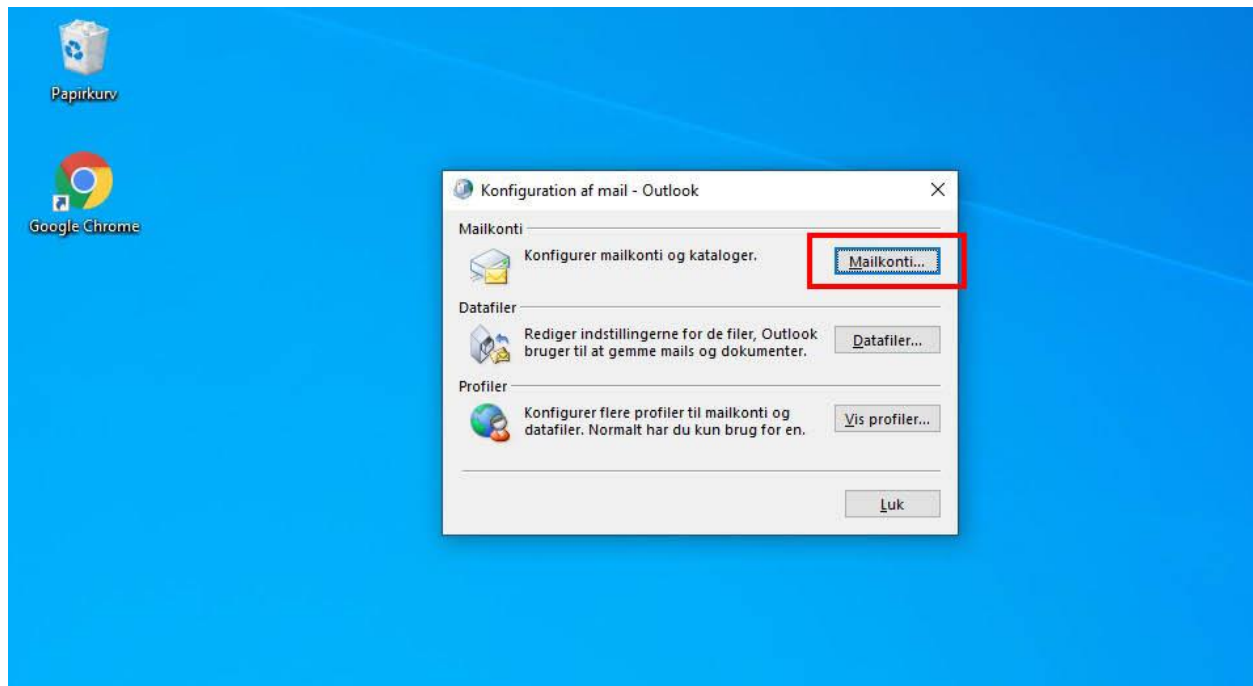 Papirkurv
Google Chrome
Konfiguration af mail - Outlook
Mailkonti
Konfigurer mailkonti og kataloger.
Mailkonti...
Datafiler
Rediger indstillingerne for de filer, Outlook
bruger til at gemme mails og dokumenter.
Datafiler...
Profiler
Konfigurer flere profiler til mailkonti og
datafiler. Normalt har du kun brug for en.
Vis profiler...
Luk